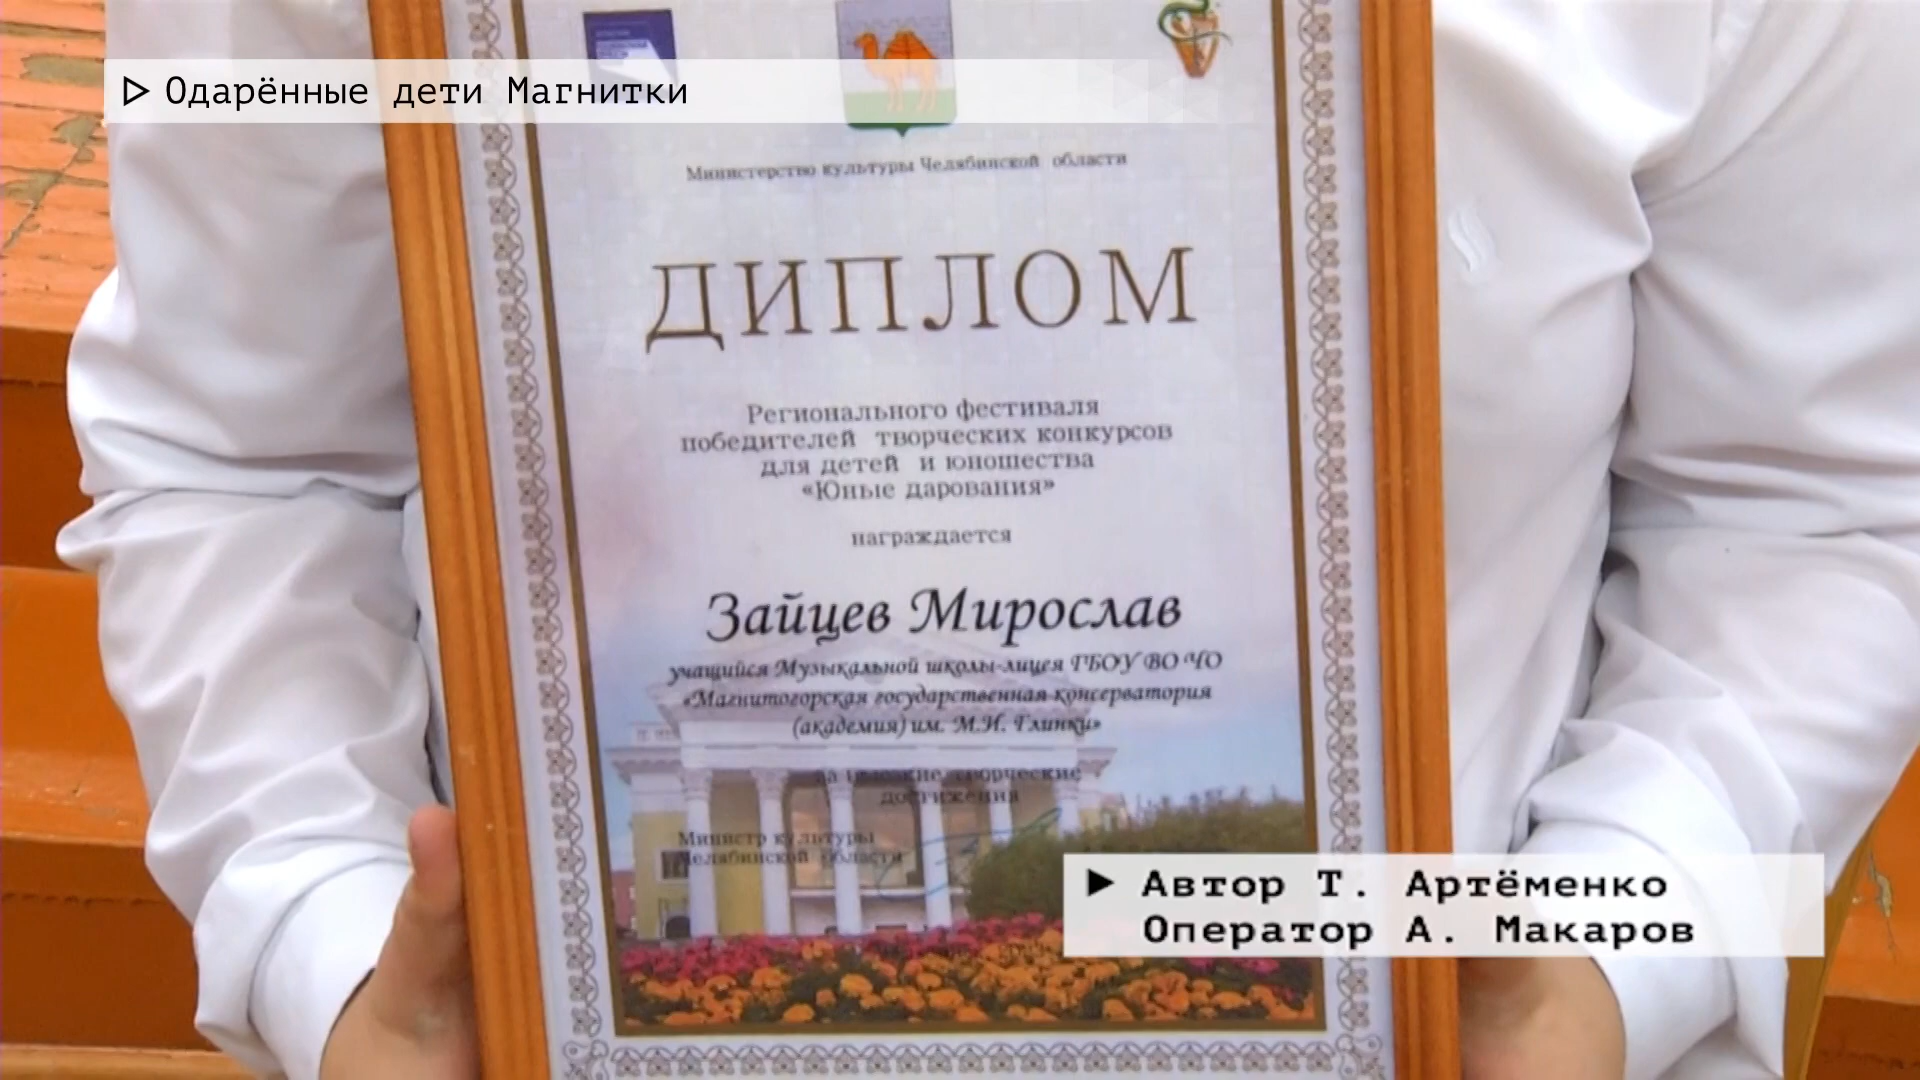 Одарённые дети Магнитки
Министерство культуры Челябинской области
ДИПЛОМ
Регионального фестиваля
победителей творческих конкурсов
для детей и юношества
«Юные дарования»
награждается
Зайцев Мирослав
учащийся Музыкальной школы-лицея ГБОУ ВО ЧО
«Магнитогорская государственная консерватория
(академия) им. М.И. Глинки»
за высокие творческие
достижения
Министр культуры
Челябинской области
Автор Т. Артёменко
Оператор А. Макаров